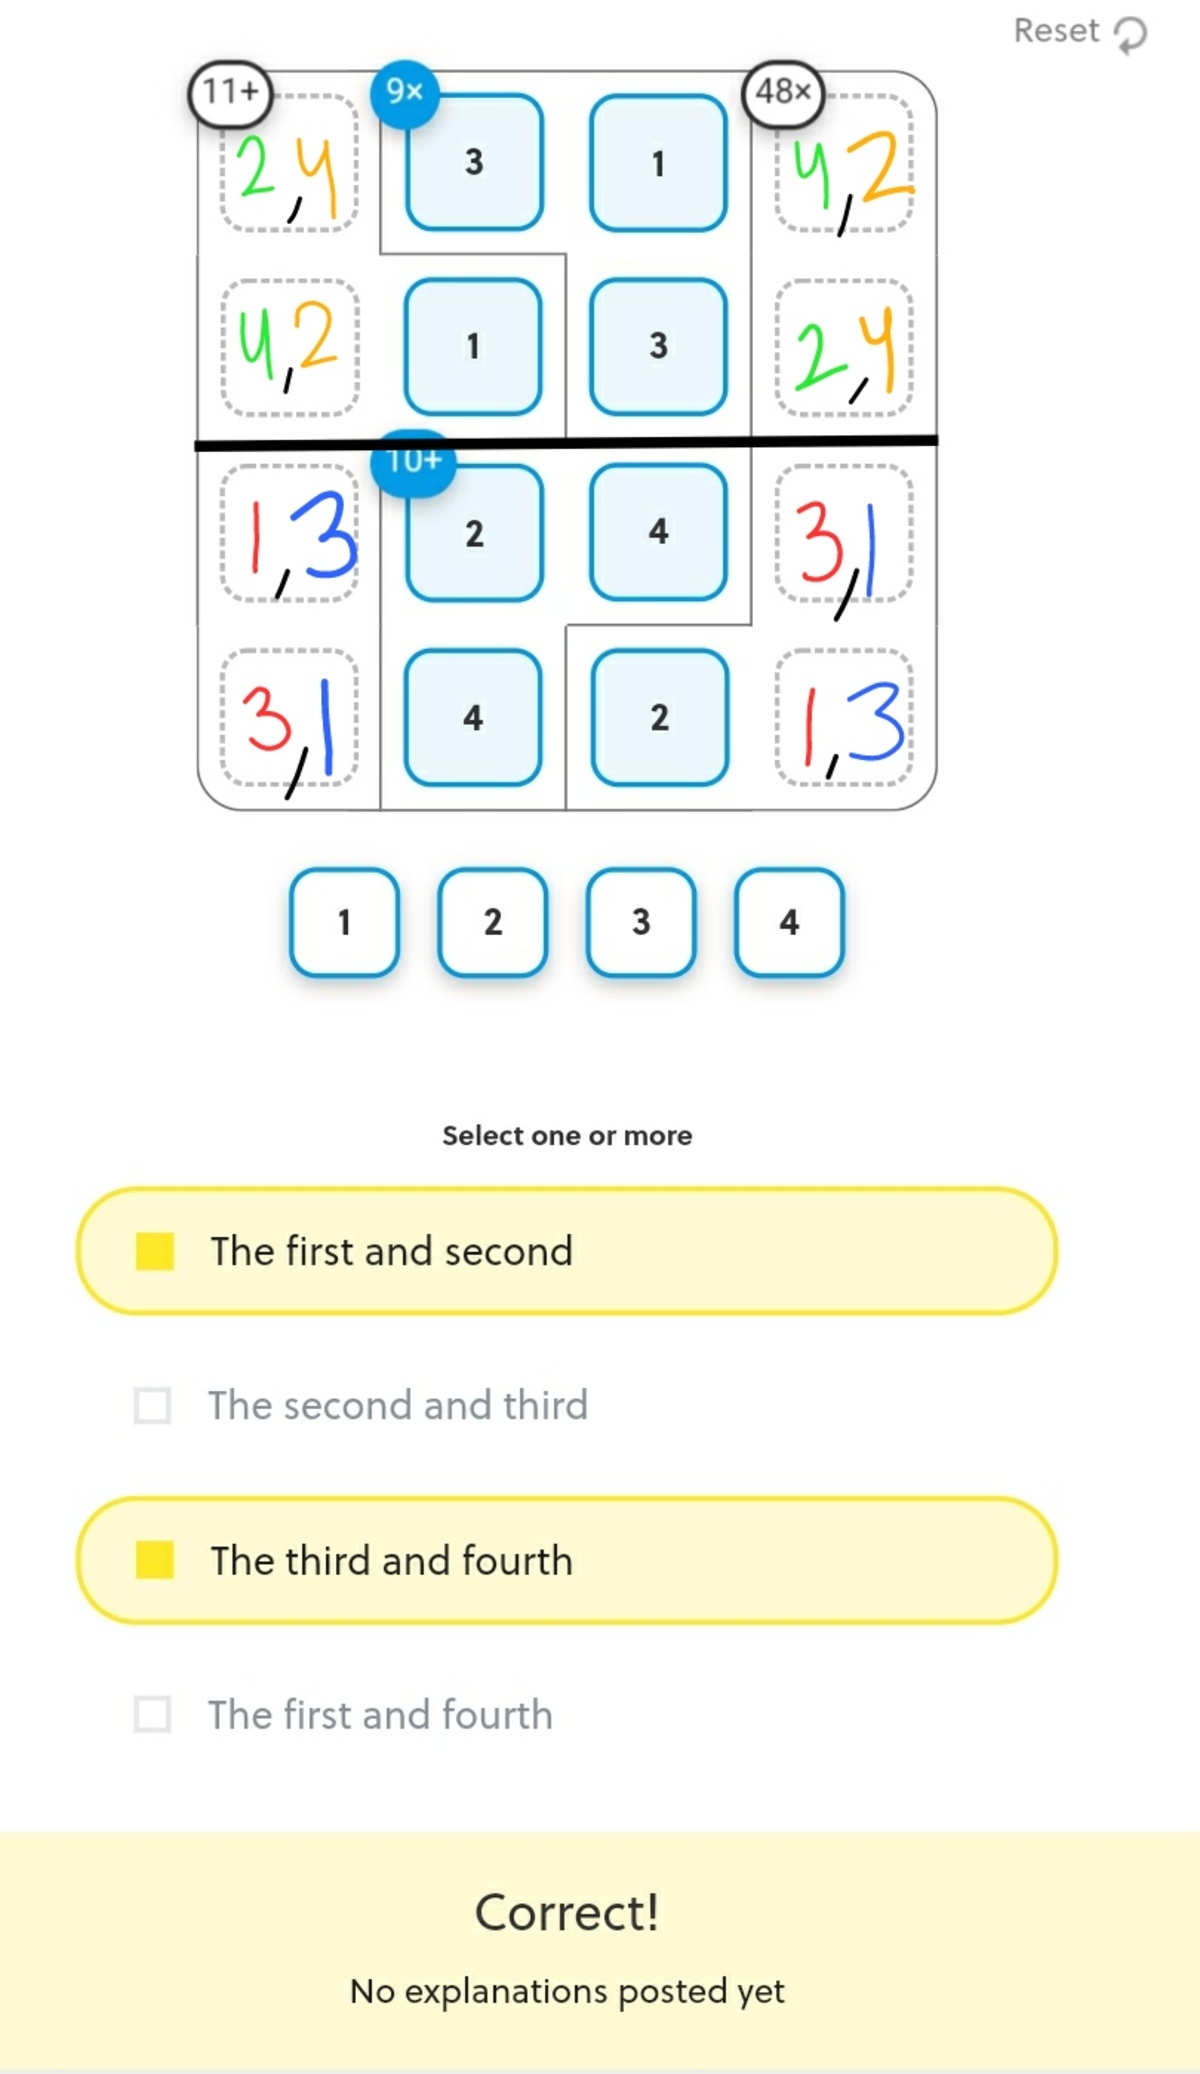 Reset
11+ 9× 48×
2,4 3 1 4,2
4,2 1 3 2,4
10+
1,3 2 4 3,1
3,1 4 2 1,3
1 2 3 4
Select one or more
The first and second
The second and third
The third and fourth
The first and fourth
Correct!
No explanations posted yet